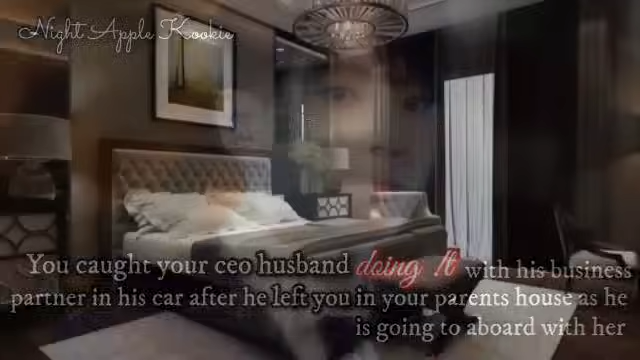 Night Apple Kookie
You caught your ceo husband doing It with his business
partner in his car after he left you in your parents house as he
is going to aboard with her